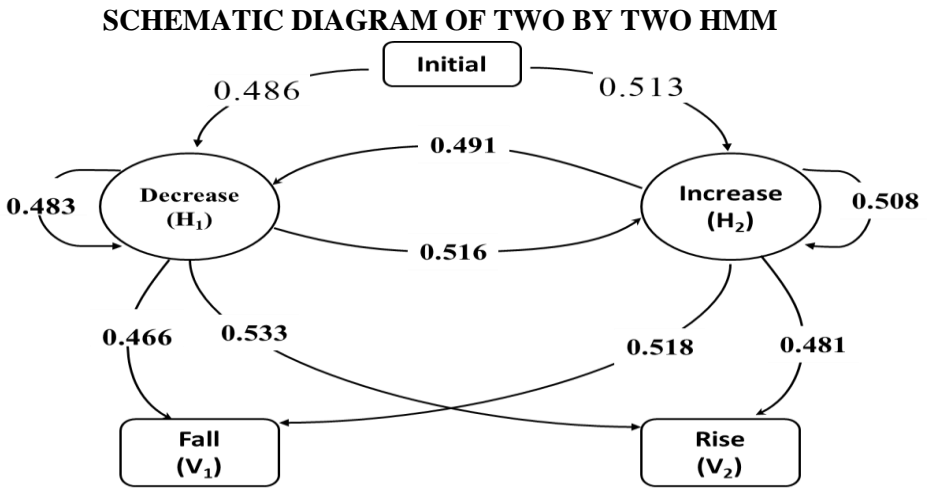 SCHEMATIC DIAGRAM OF TWO BY TWO HMM
Initial
0.486
0.513
0.491
Decrease
(H₁)
Increase
(H₂)
0.483
0.508
0.516
0.466
0.533
0.518
0.481
Fall
(V₁)
Rise
(V₂)